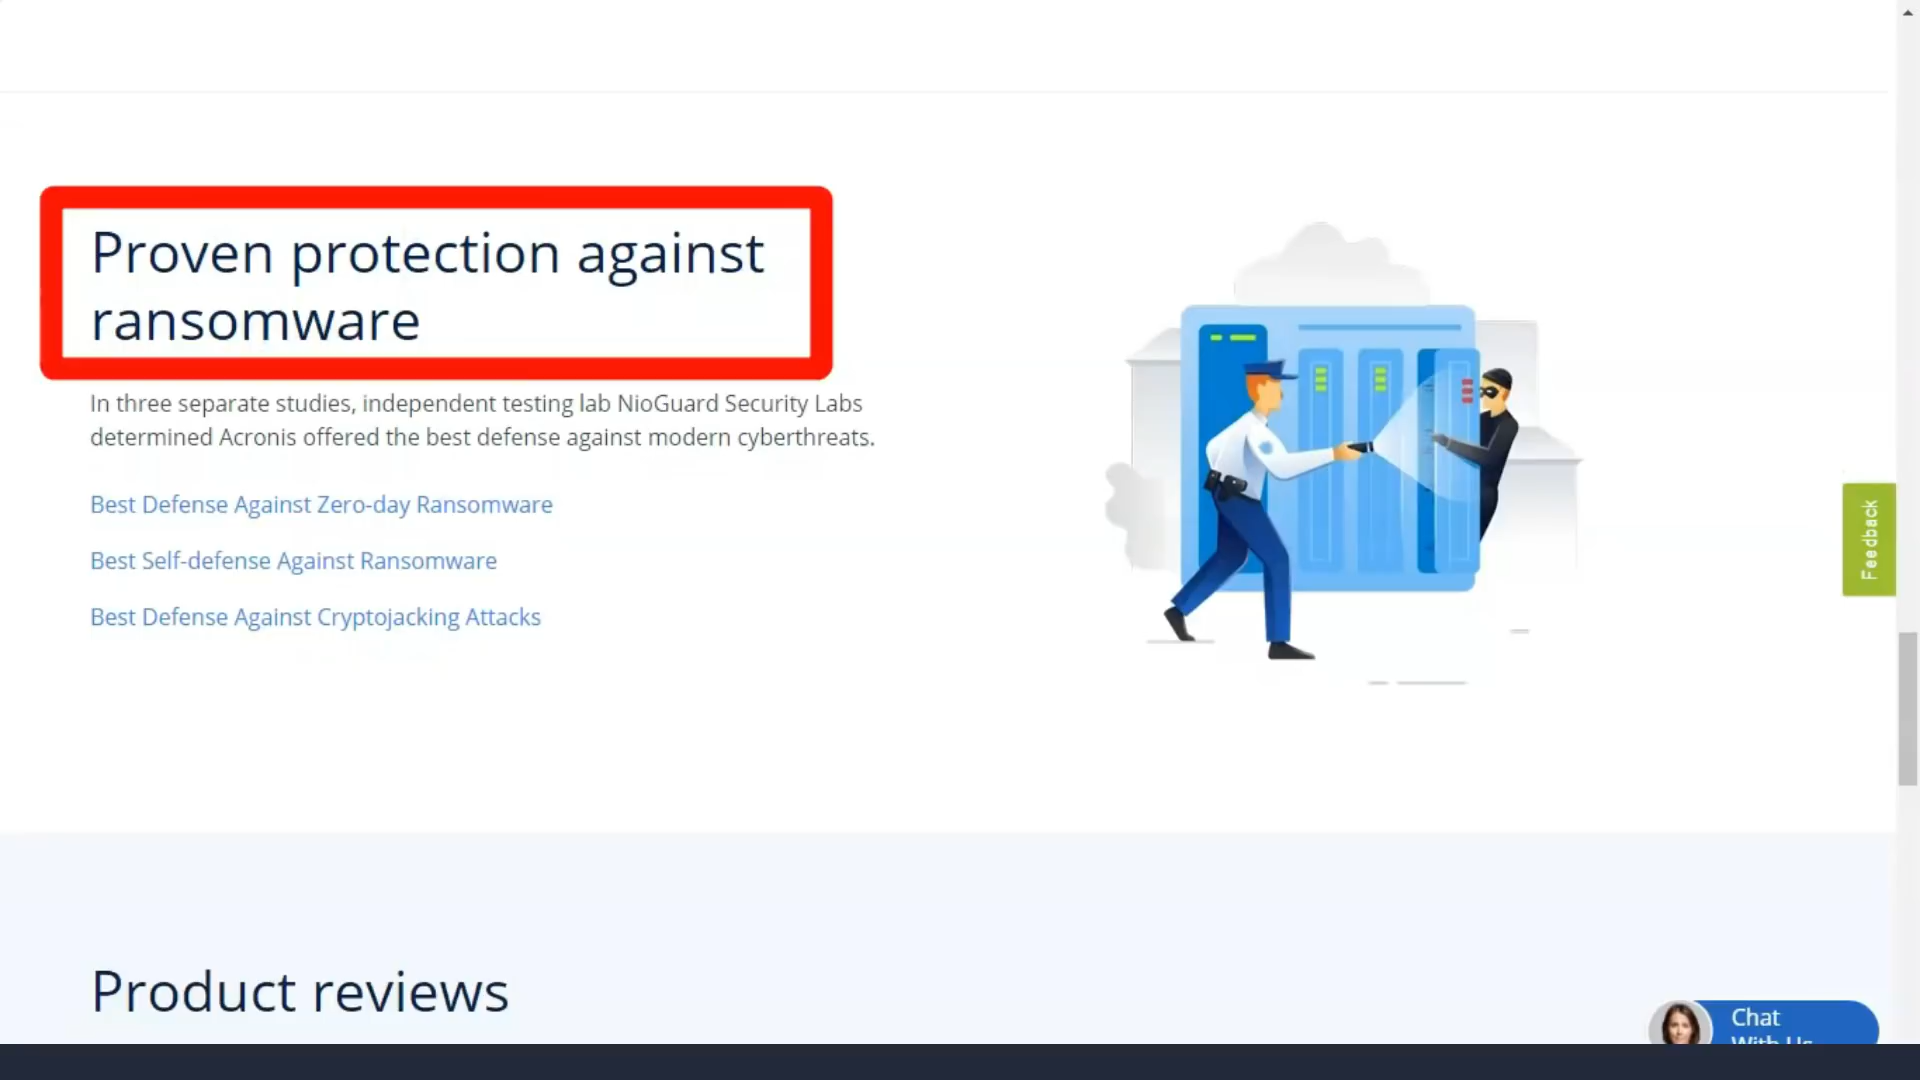 Proven protection against
ransomware
In three separate studies, independent testing lab NioGuard Security Labs
determined Acronis offered the best defense against modern cyberthreats.
Best Defense Against Zero-day Ransomware
Best Self-defense Against Ransomware
Best Defense Against Cryptojacking Attacks
Feedback
Product reviews
Chat
With Us